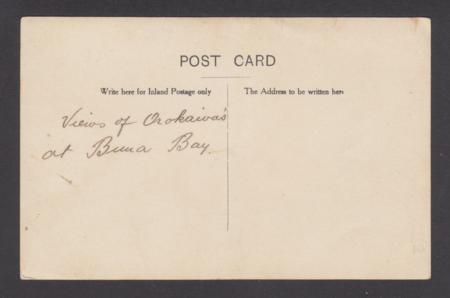 POST CARD
Write here for Inland Postage only
The Address to be written here
Views of Orokaiva's
at Buna Bay.